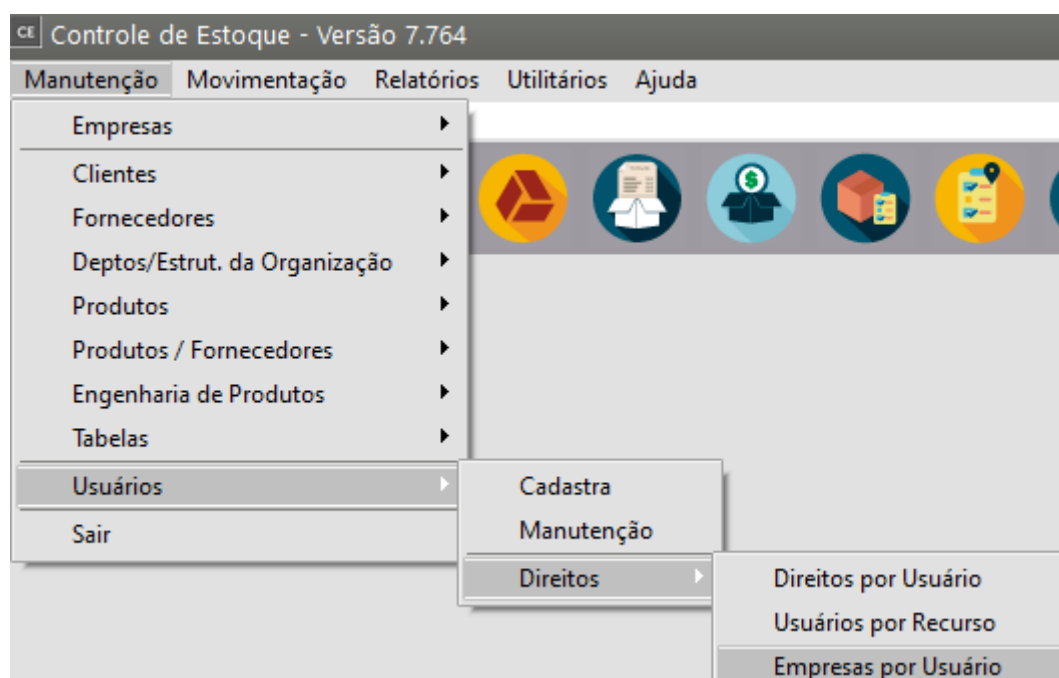 CE Controle de Estoque - Versão 7.764
Manutenção Movimentação Relatórios Utilitários Ajuda
Empresas
Clientes
Fornecedores
Deptos/Estrut. da Organização
Produtos
Produtos / Fornecedores
Engenharia de Produtos
Tabelas
Usuários
Sair
Cadastra
Manutenção
Direitos
Direitos por Usuário
Usuários por Recurso
Empresas por Usuário